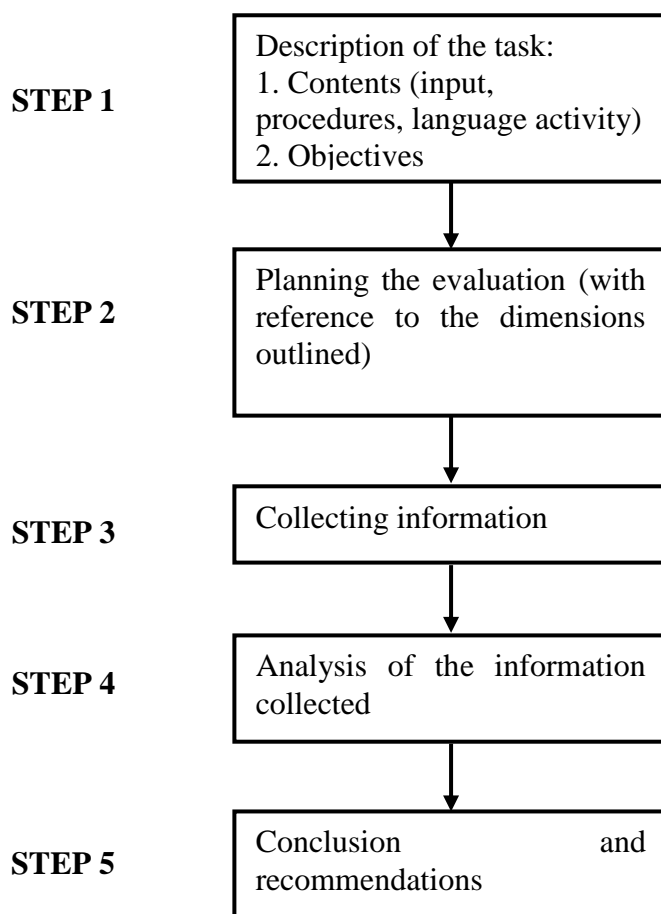 STEP 1
Description of the task:
1. Contents (input,
procedures, language activity)
2. Objectives
STEP 2
Planning the evaluation (with
reference to the dimensions
outlined)
STEP 3
Collecting information
STEP 4
Analysis of the information
collected
STEP 5
Conclusion and
recommendations